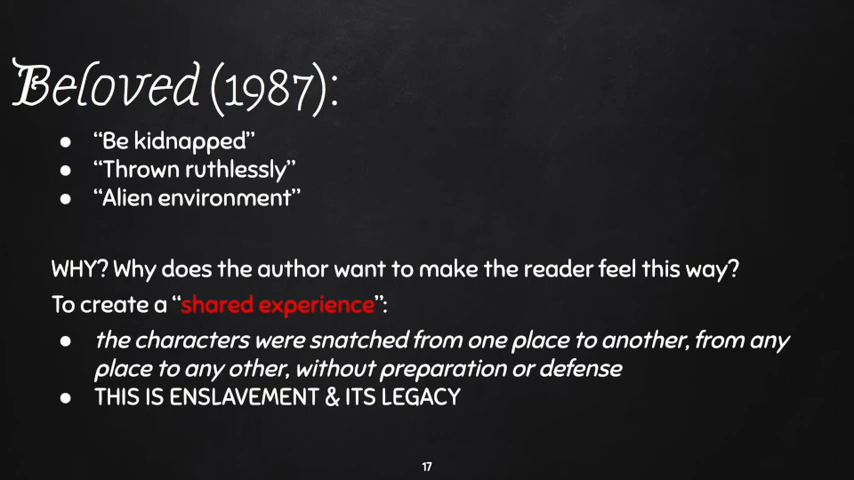 Beloved (1987):
● “Be kidnapped”
● “Thrown ruthlessly”
● “Alien environment”
WHY? Why does the author want to make the reader feel this way?
To create a “shared experience”:
● the characters were snatched from one place to another, from any
place to any other, without preparation or defense
● THIS IS ENSLAVEMENT & ITS LEGACY
17